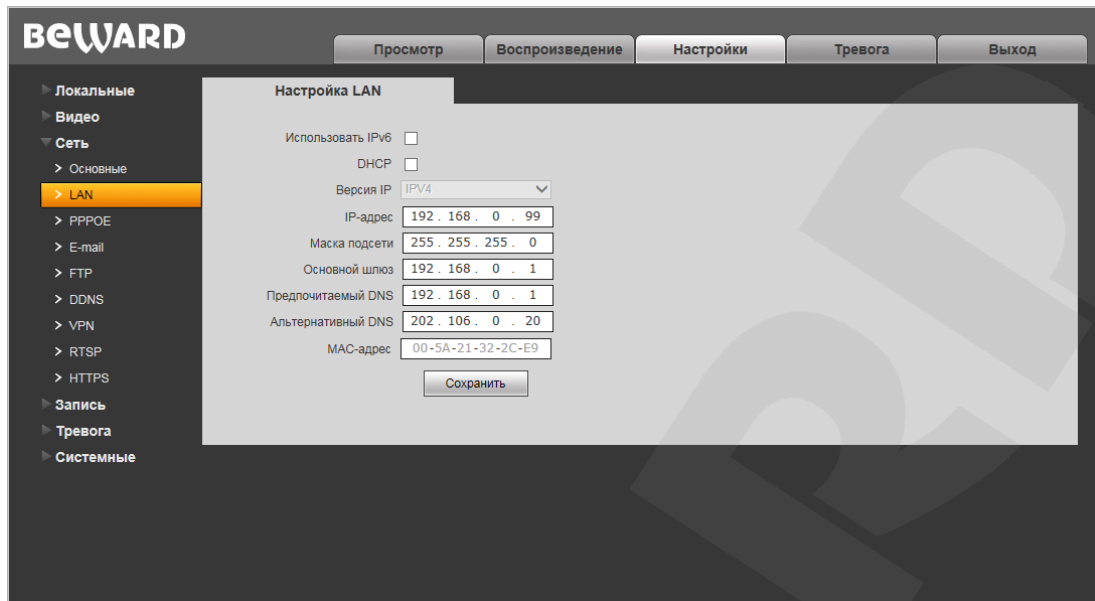 BEWARD
Просмотр Воспроизведение Настройки Тревога Выход
Локальные
Видео
Сеть
> Основные
> LAN
> PPPOE
> E-mail
> FTP
> DDNS
> VPN
> RTSP
> HTTPS
Запись
Тревога
Системные
Настройка LAN
Использовать IPv6
DHCP
Версия IP IPV4
IP-адрес 192 . 168 . 0 . 99
Маска подсети 255 . 255 . 255 . 0
Основной шлюз 192 . 168 . 0 . 1
Предпочитаемый DNS 192 . 168 . 0 . 1
Альтернативный DNS 202 . 106 . 0 . 20
MAC-адрес 00-5A-21-32-2C-E9
Сохранить